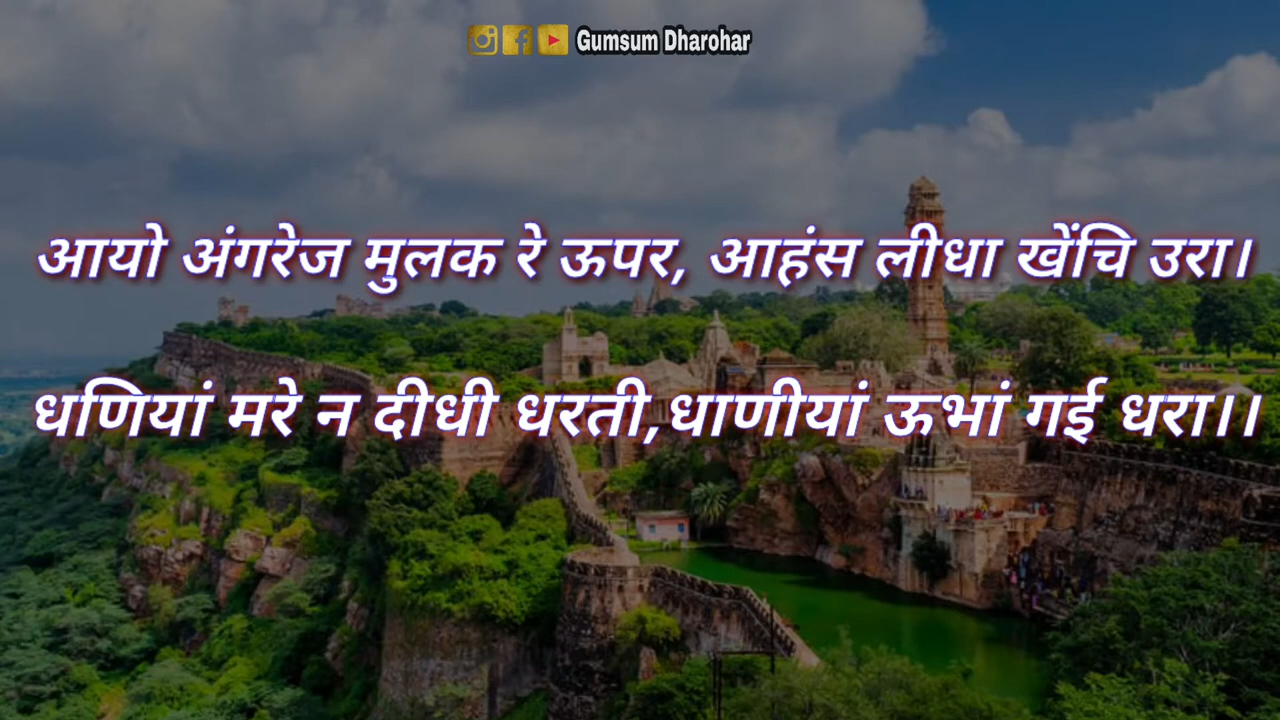 Gumsum Dharohar
आयो अंगरेज मुलक रे ऊपर, आहंस लीधा खेंचि उरा।
धणियां मरे न दीधी धरती,धाणीयां ऊभां गई धरा।।